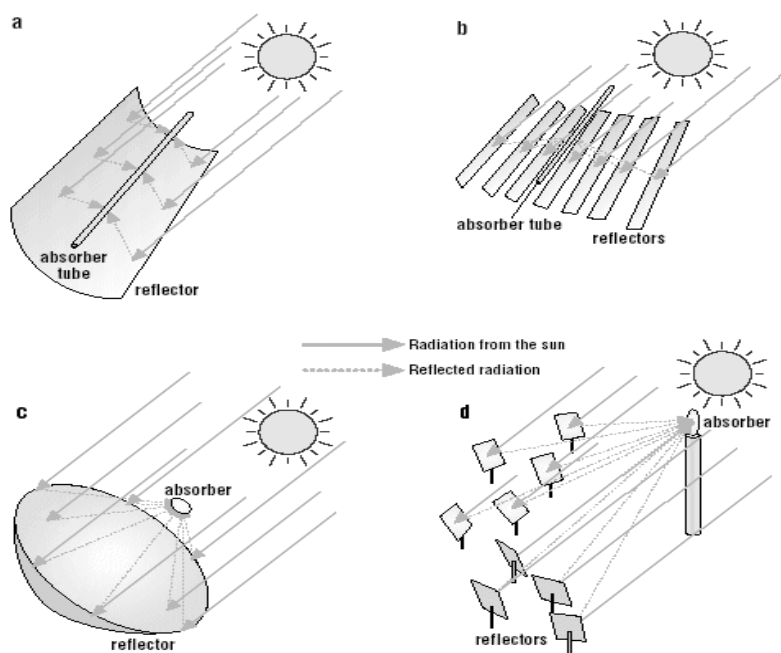 a
absorber
tube
reflector
b
absorber tube
reflectors
Radiation from the sun
Reflected radiation
c
absorber
reflector
d
absorber
reflectors